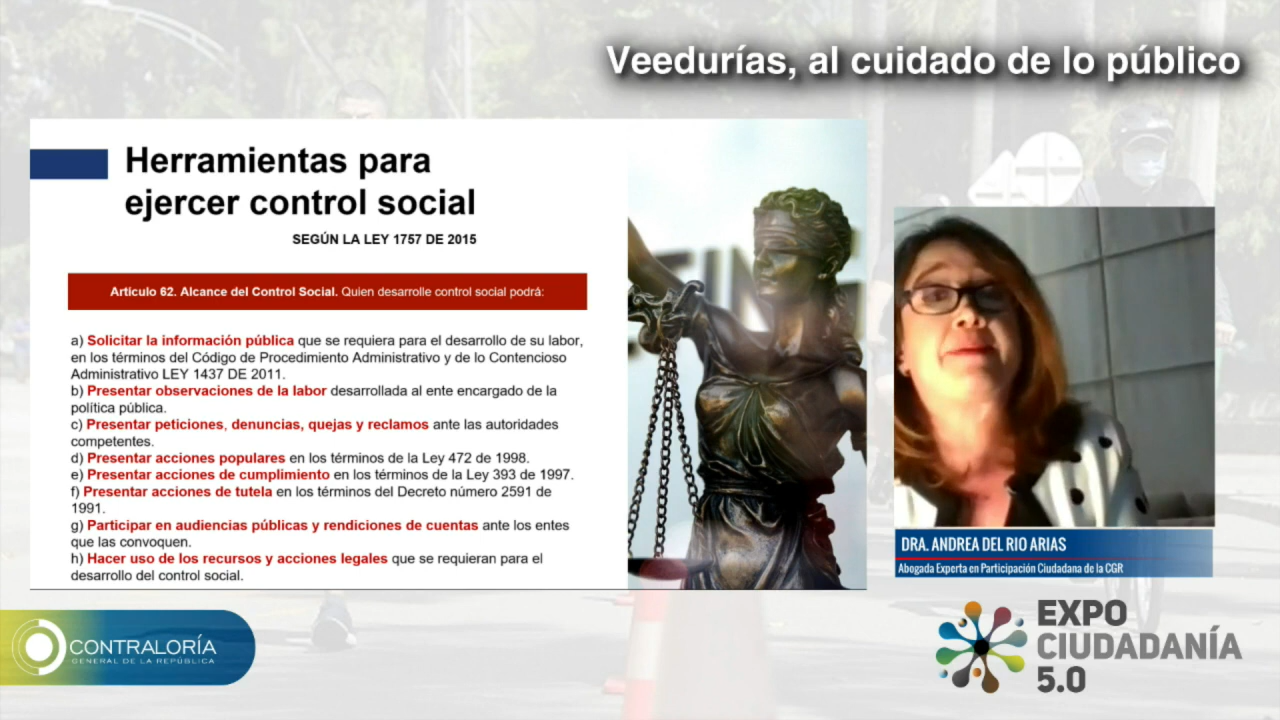 Veedurías, al cuidado de lo público
Herramientas para
ejercer control social
SEGÚN LA LEY 1757 DE 2015
Artículo 62. Alcance del Control Social. Quien desarrolle control social podrá:
a) Solicitar la información pública que se requiera para el desarrollo de su labor,
en los términos del Código de Procedimiento Administrativo y de lo Contencioso
Administrativo LEY 1437 DE 2011.
b) Presentar observaciones de la labor desarrollada al ente encargado de la
política pública.
c) Presentar peticiones, denuncias, quejas y reclamos ante las autoridades
competentes.
d) Presentar acciones populares en los términos de la Ley 472 de 1998.
e) Presentar acciones de cumplimiento en los términos de la Ley 393 de 1997.
f) Presentar acciones de tutela en los términos del Decreto número 2591 de
1991.
g) Participar en audiencias públicas y rendiciones de cuentas ante los entes
que las convoquen.
h) Hacer uso de los recursos y acciones legales que se requieran para el
desarrollo del control social.
DRA. ANDREA DEL RIO ARIAS
Abogada Experta en Participación Ciudadana de la CGR
CONTRALORÍA
GENERAL DE LA REPÚBLICA
EXPO
CIUDADANÍA
5.0